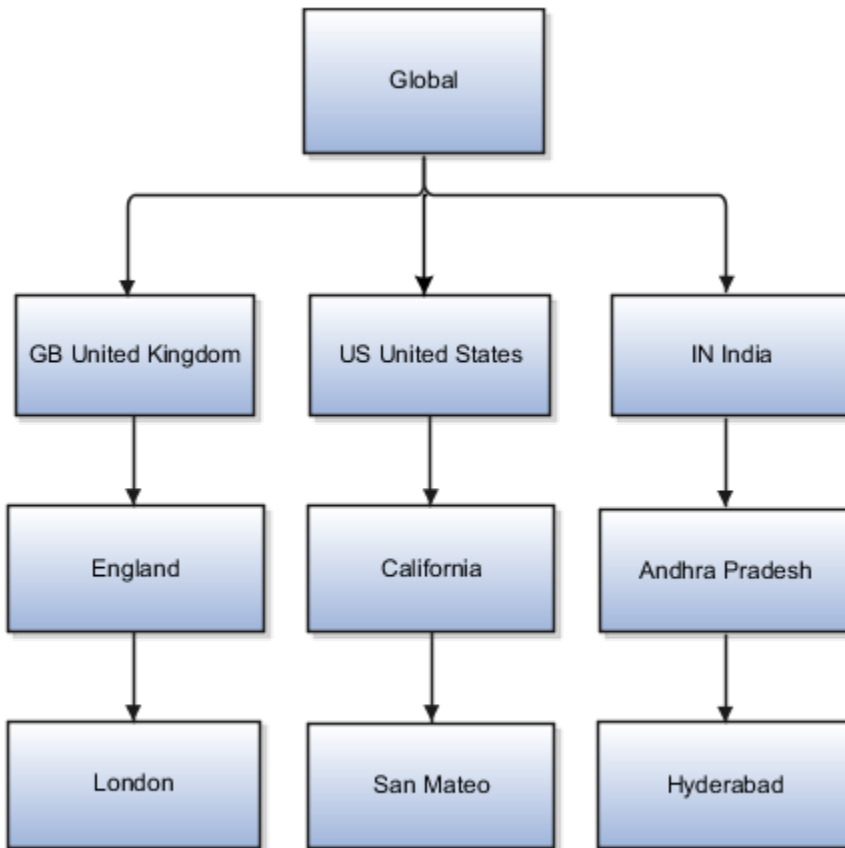 Global
GB United Kingdom
US United States
IN India
England
California
Andhra Pradesh
London
San Mateo
Hyderabad